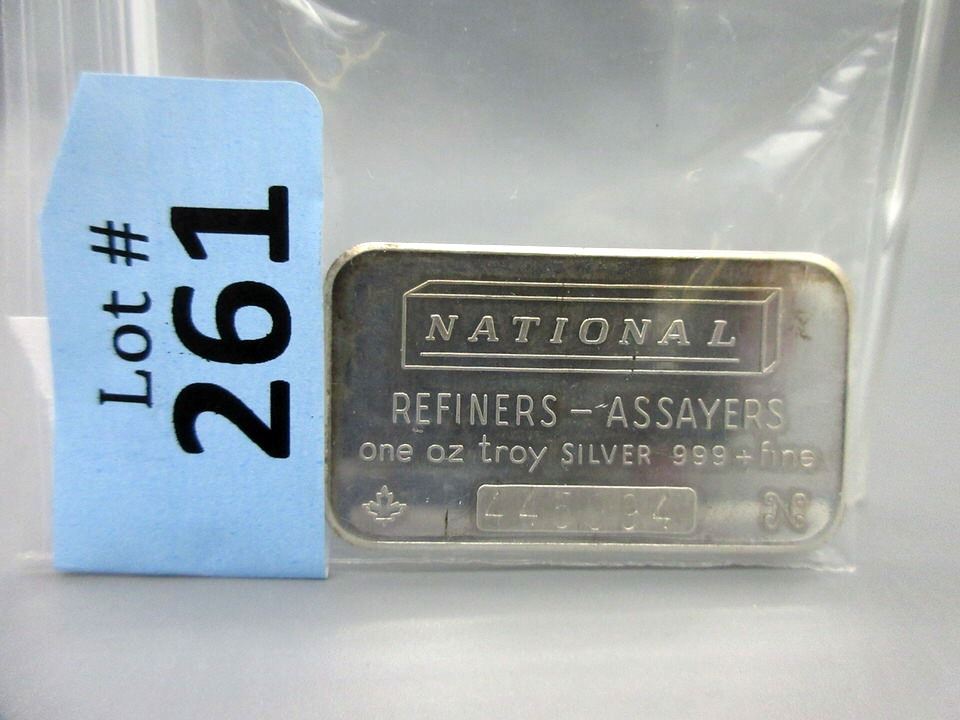 Lot #
261
NATIONAL
REFINERS - ASSAYERS
one oz troy SILVER 999+fine